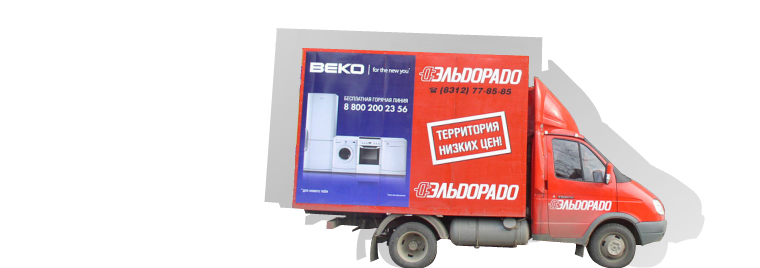 BEKO for the new you
БЕСПЛАТНАЯ ГОРЯЧАЯ ЛИНИЯ
8 800 200 23 56
ЭЛЬДОРАДО
(8312) 77-85-85
ТЕРРИТОРИЯ
НИЗКИХ ЦЕН!
ЭЛЬДОРАДО
ЭЛЬДОРАДО